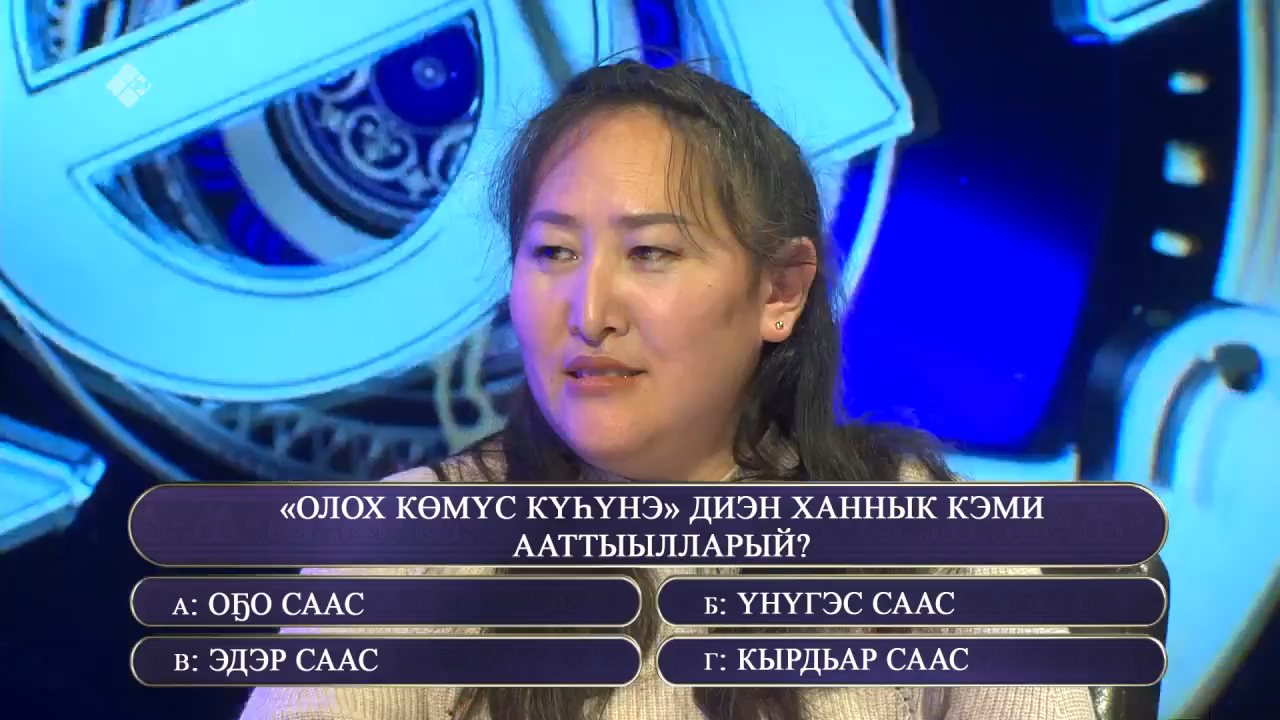 «ОЛОХ КӨМҮС КҮҺҮНЭ» ДИЭН ХАННЫК КЭМИ
ААТТЫЫЛЛАРЫЙ?
А: ОҔО СААС
Б: ҮНҮГЭС СААС
В: ЭДЭР СААС
Г: КЫРДЬАР СААС